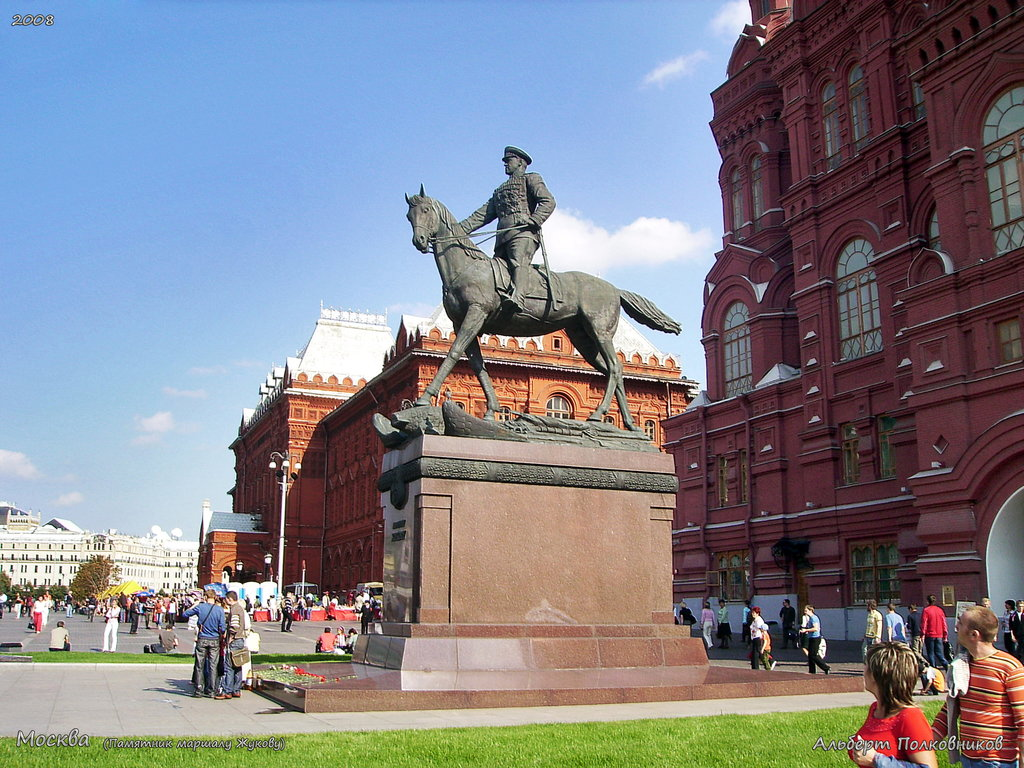 2008
Москва (Памятник маршалу Жукову)
Альберт Полковников